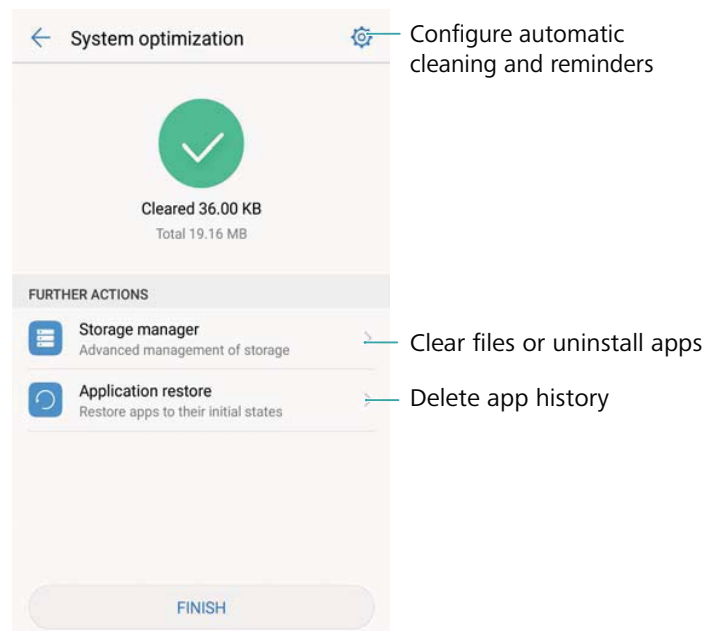 System optimization
Configure automatic
cleaning and reminders
Cleared 36.00 KB
Total 19.16 MB
FURTHER ACTIONS
Storage manager
Advanced management of storage
Clear files or uninstall apps
Application restore
Restore apps to their initial states
Delete app history
FINISH